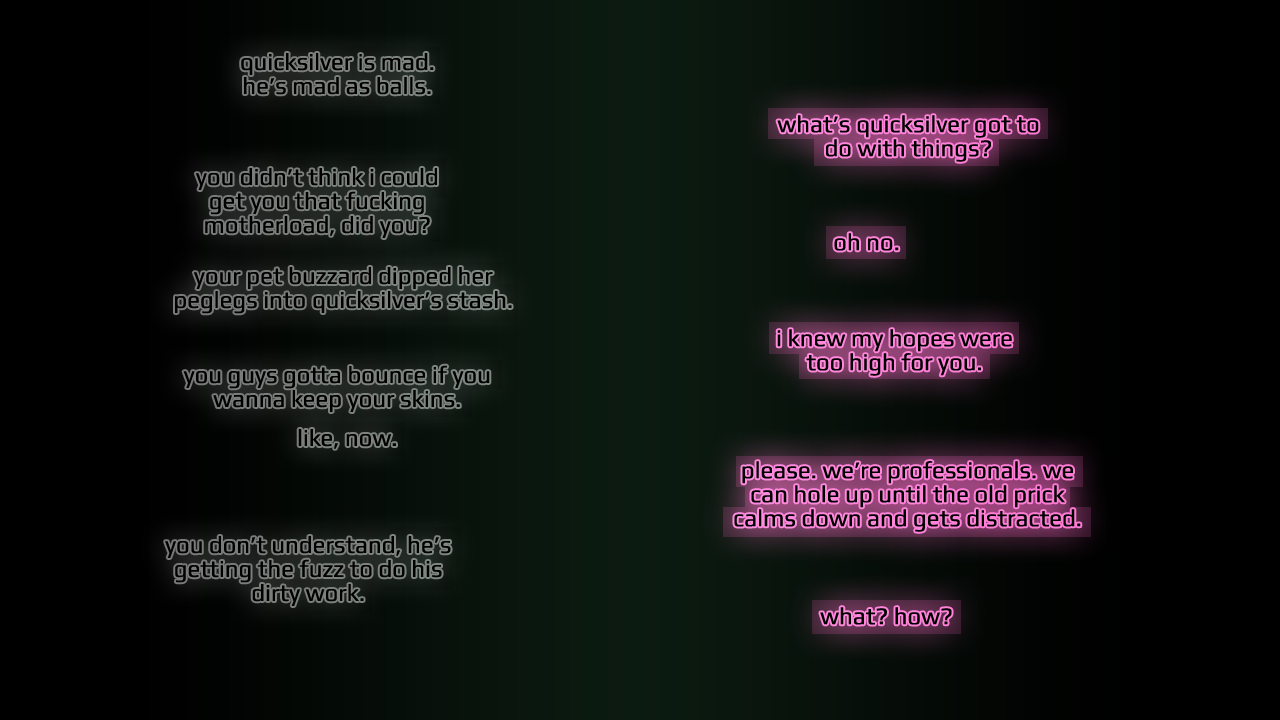 quicksilver is mad.
he's mad as balls.
what's quicksilver got to
do with things?
you didn't think i could
get you that fucking
motherload, did you?
oh no.
your pet buzzard dipped her
peglegs into quicksilver's stash.
i knew my hopes were
too high for you.
you guys gotta bounce if you
wanna keep your skins.
like, now.
please. we're professionals. we
can hole up until the old prick
calms down and gets distracted.
you don't understand, he's
getting the fuzz to do his
dirty work.
what? how?